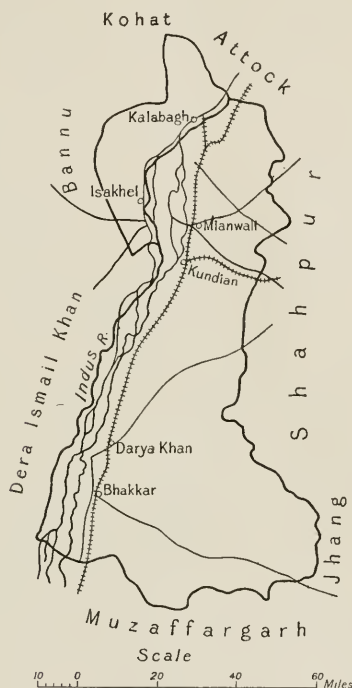 Kohat
Attock
Kalabagh
Bannu
Isakhel
Mianwali
Shahpur
Kundian
Dera Ismail Khan
Indus R.
Darya Khan
Bhakkar
Jhang
Muzaffargarh
Scale
10 0 20 40 60 Miles